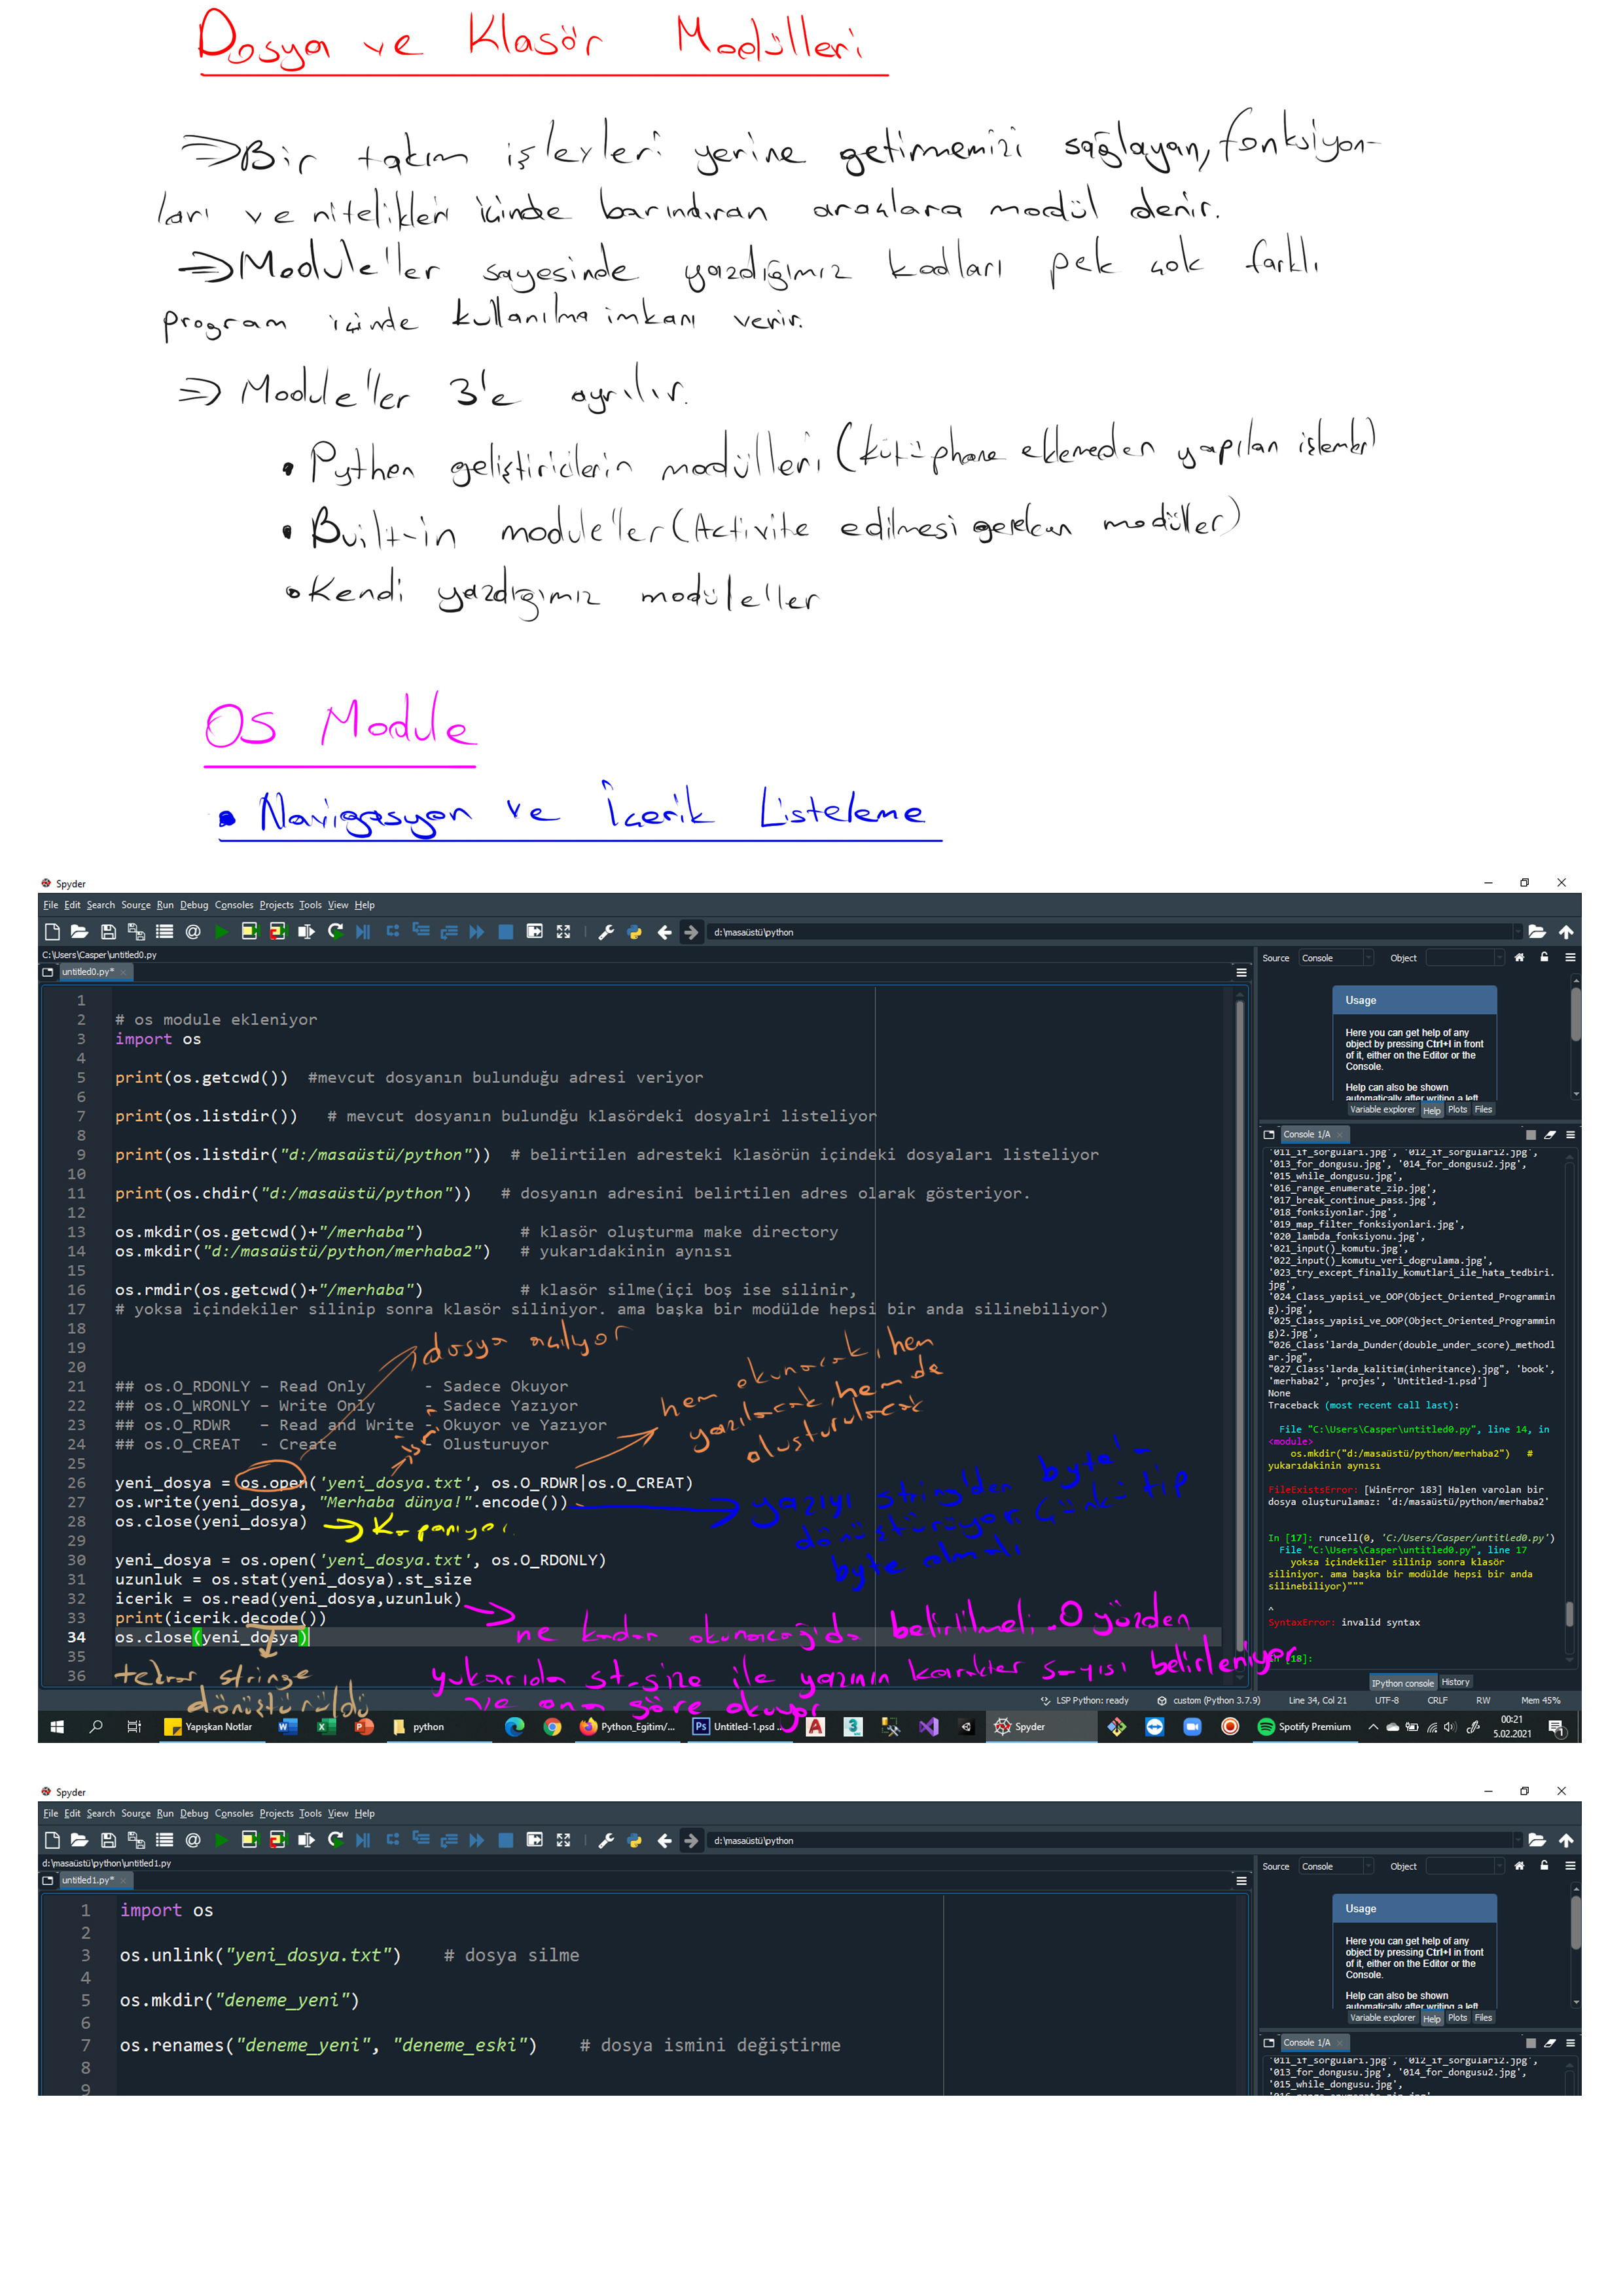 Dosya ve Klasör Modülleri
⇒Bir takım işlevleri yerine getirmemizi sağlayan, fonksiyon-
ları ve nitelikleri içinde barındıran araçlara modül denir.
⇒Module'ller sayesinde yazdığımız kodları pek çok farklı
program içinde kullanılma imkanı verir.
⇒ Module'ller 3'e ayrılır.
• Python geliştiricilerin modülleri (kütüphane eklemeden yapılan işlemler)
• Built-in module'ller (Activite edilmesi gereken modüller)
• Kendi yazdığımız modüleller
OS Module
• Navigasyon ve İçerik Listeleme
Spyder
File Edit Search Source Run Debug Consoles Projects Tools View Help
d:\masaüstü\python
C:\Users\Casper\untitled0.py
untitled0.py*
1
2 # os module ekleniyor
3 import os
4
5 print(os.getcwd())  #mevcut dosyanın bulunduğu adresi veriyor
6
7 print(os.listdir())   # mevcut dosyanın bulundğu klasördeki dosyalri listeliyor
8
9 print(os.listdir("d:/masaüstü/python"))  # belirtilen adresteki klasörün içindeki dosyaları listeliyor
10
11 print(os.chdir("d:/masaüstü/python"))   # dosyanın adresini belirtilen adres olarak gösteriyor.
12
13 os.mkdir(os.getcwd()+"/merhaba")          # klasör oluşturma make directory
14 os.mkdir("d:/masaüstü/python/merhaba2")   # yukarıdakinin aynısı
15
16 os.rmdir(os.getcwd()+"/merhaba")          # klasör silme(içi boş ise silinir,
17 # yoksa içindekiler silinip sonra klasör siliniyor. ama başka bir modülde hepsi bir anda silinebiliyor)
18
19
20
dosya açılıyor
21 ## os.O_RDONLY - Read Only      - Sadece Okuyor
22 ## os.O_WRONLY - Write Only     - Sadece Yazıyor
23 ## os.O_RDWR   - Read and Write - Okuyor ve Yazıyor
24 ## os.O_CREAT  - Create         - Olusturuyor
hem okunacak, hem
yazılacak, hem de
oluşturulacak
25
26 yeni_dosya = os.open('yeni_dosya.txt', os.O_RDWR|os.O_CREAT)
27 os.write(yeni_dosya, "Merhaba dünya!".encode())
28 os.close(yeni_dosya)
→ Kapanıyor
yazıyı string'den byte'-
dönüştürüyor. Çünkü tip
byte olmalı
29
30 yeni_dosya = os.open('yeni_dosya.txt', os.O_RDONLY)
31 uzunluk = os.stat(yeni_dosya).st_size
32 icerik = os.read(yeni_dosya,uzunluk)
33 print(icerik.decode())
34 os.close(yeni_dosya)
35
36
ne kadar okunacağıda belirtilmeli. O yüzden
yukarıda st_size ile yazının karakter sayısı belirleniyor
ve ona göre okuyor
tekrar stringe
dönüştürüldü
Source Console Object
Usage
Here you can get help of any
object by pressing Ctrl+I in front
of it, either on the Editor or the
Console.
Help can also be shown
automatically after writing a left
Variable explorer Help Plots Files
Console 1/A
'011_if_sorgulari.jpg', '012_if_sorgulari2.jpg',
'013_for_dongusu.jpg', '014_for_dongusu2.jpg',
'015_while_dongusu.jpg',
'016_range_enumerate_zip.jpg',
'017_break_continue_pass.jpg',
'018_fonksiyonlar.jpg',
'019_map_filter_fonksiyonlari.jpg',
'020_lambda_fonksiyonu.jpg',
'021_input()_komutu.jpg',
'022_input()_komutu_veri_dogrulama.jpg',
'023_try_except_finally_komutlari_ile_hata_tedbiri.
jpg',
'024_Class_yapisi_ve_OOP(Object_Oriented_Programmin
g).jpg',
'025_Class_yapisi_ve_OOP(Object_Oriented_Programmin
g)2.jpg',
"026_Class'larda_Dunder(double_under_score)_methodl
ar.jpg",
"027_Class'larda_kalitim(inheritance).jpg", 'book',
'merhaba2', 'projes', 'Untitled-1.psd']
None
Traceback (most recent call last):
File "C:\Users\Casper\untitled0.py", line 14, in
<module>
os.mkdir("d:/masaüstü/python/merhaba2")   #
yukarıdakinin aynısı
FileExistsError: [WinError 183] Halen varolan bir
dosya oluşturulamaz: 'd:/masaüstü/python/merhaba2'
In [17]: runcell(0, 'C:/Users/Casper/untitled0.py')
File "C:\Users\Casper\untitled0.py", line 17
yoksa içindekiler silinip sonra klasör
siliniyor. ama başka bir modülde hepsi bir anda
silinebiliyor)"""
^
SyntaxError: invalid syntax
[18]:
IPython console History
LSP Python: ready custom (Python 3.7.9) Line 34, Col 21 UTF-8 CRLF RW Mem 45%
Yapışkan Notlar python Python_Egitim/... Untitled-1.psd ... Spyder Spotify Premium 00:21
5.02.2021
Spyder
File Edit Search Source Run Debug Consoles Projects Tools View Help
d:\masaüstü\python
d:\masaüstü\python\untitled1.py
untitled1.py*
1 import os
2
3 os.unlink("yeni_dosya.txt")    # dosya silme
4
5 os.mkdir("deneme_yeni")
6
7 os.renames("deneme_yeni", "deneme_eski")    # dosya ismini değiştirme
8
9
Source Console Object
Usage
Here you can get help of any
object by pressing Ctrl+I in front
of it, either on the Editor or the
Console.
Help can also be shown
automatically after writing a left
Variable explorer Help Plots Files
Console 1/A
'011_if_sorgulari.jpg', '012_if_sorgulari2.jpg',
'013_for_dongusu.jpg', '014_for_dongusu2.jpg',
'015_while_dongusu.jpg',